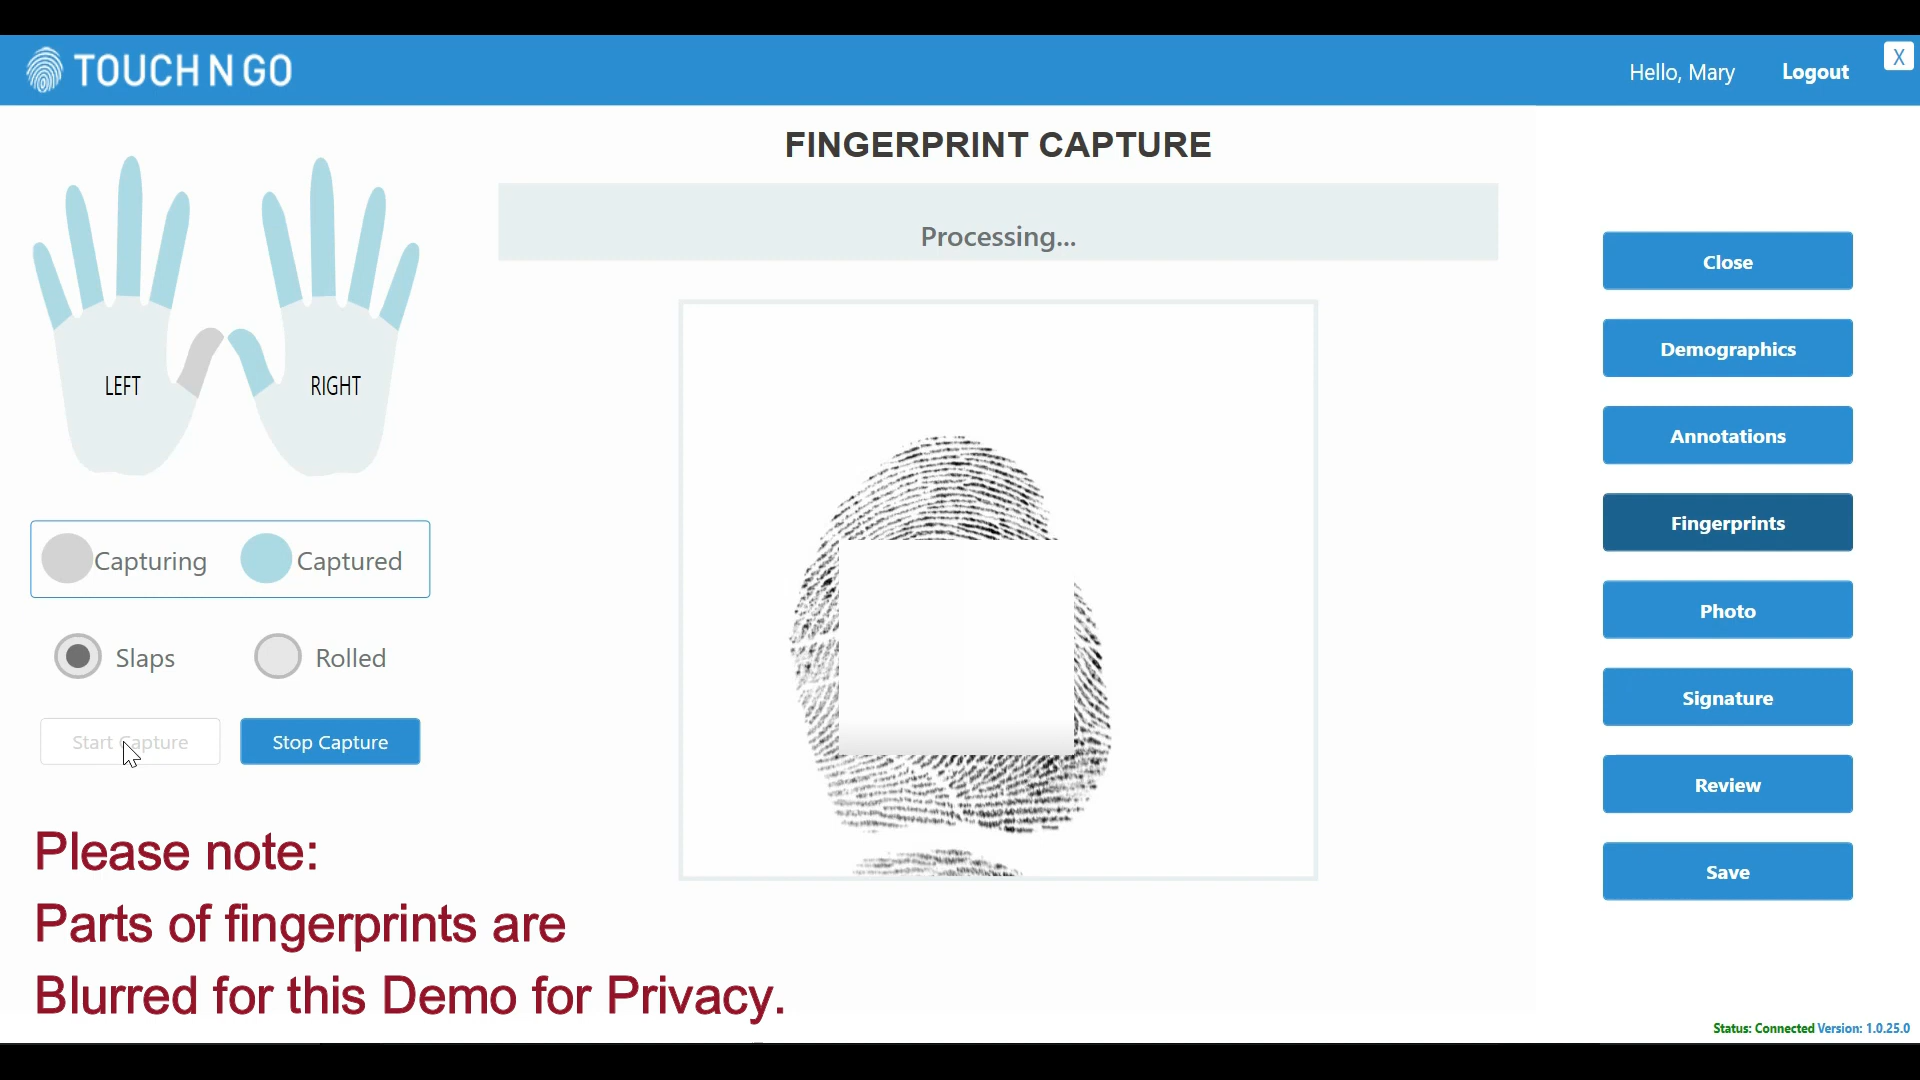 TOUCH N GO
Hello, Mary
Logout
X
FINGERPRINT CAPTURE
Processing...
LEFT
RIGHT
Capturing
Captured
Slaps
Rolled
Start Capture
Stop Capture
Close
Demographics
Annotations
Fingerprints
Photo
Signature
Review
Save
Please note:
Parts of fingerprints are
Blurred for this Demo for Privacy.
Status: Connected Version: 1.0.25.0